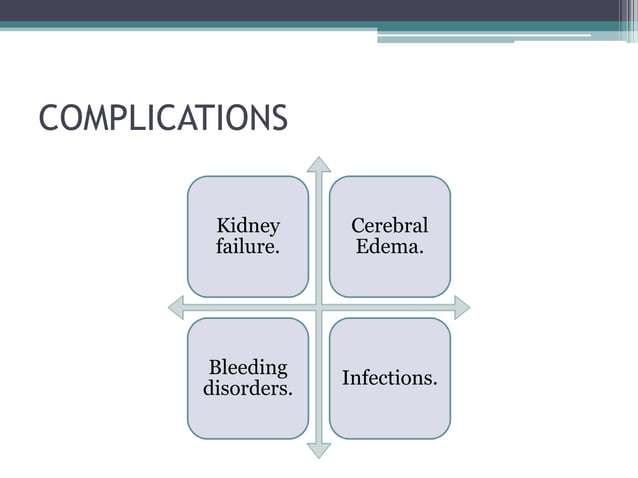 COMPLICATIONS
Kidney
failure.
Cerebral
Edema.
Bleeding
disorders.
Infections.